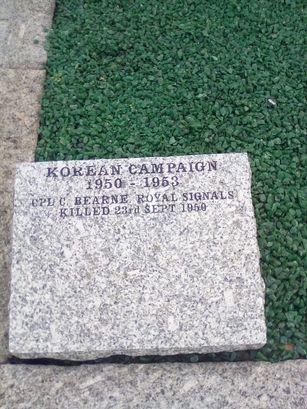 KOREAN CAMPAIGN
1950 - 1953
CPL C. BEARNE, ROYAL SIGNALS
KILLED 23rd SEPT 1950